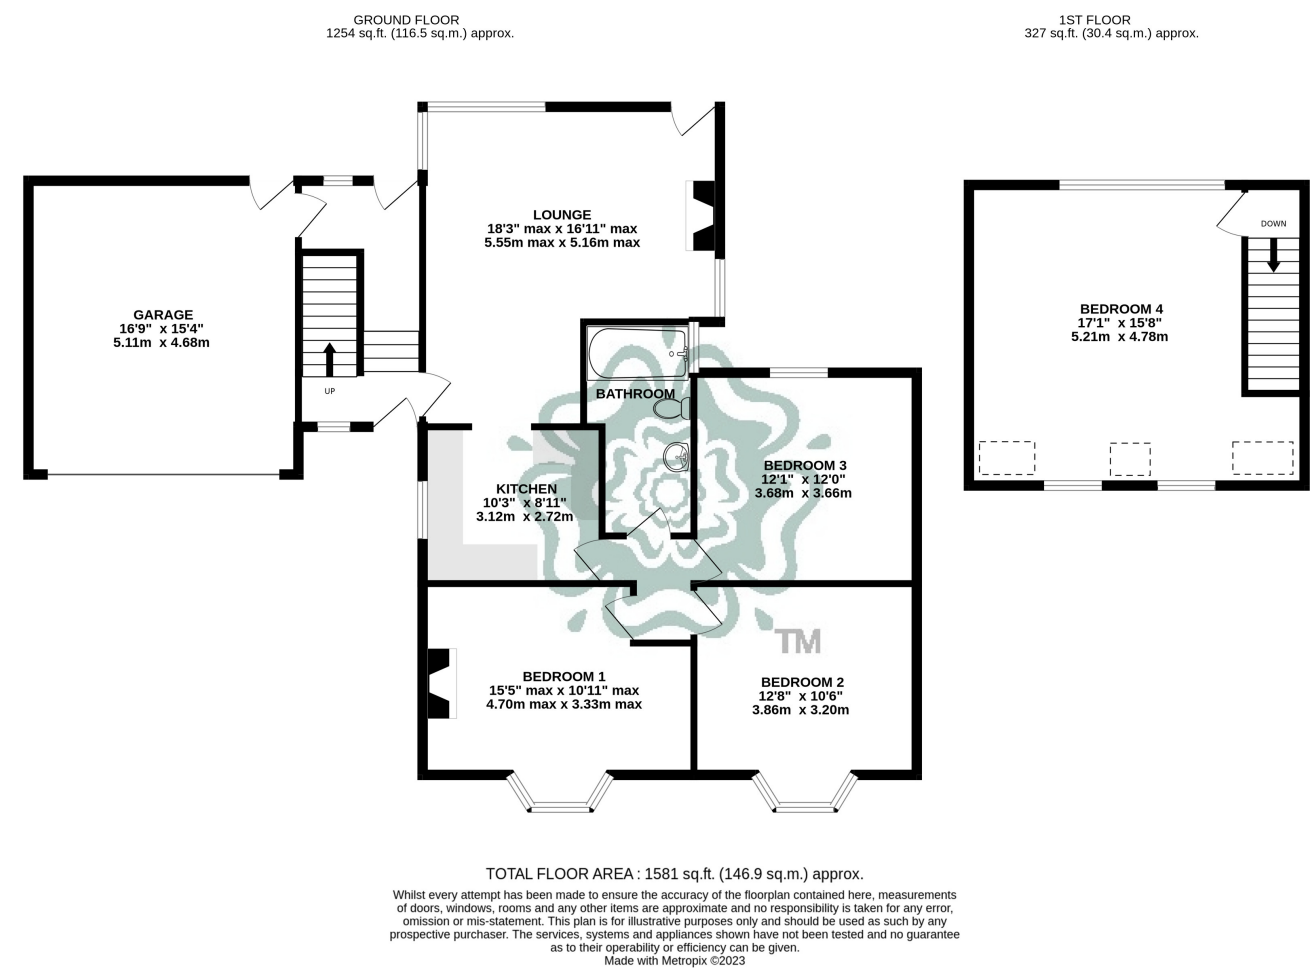 GROUND FLOOR
1254 sq.ft. (116.5 sq.m.) approx.
1ST FLOOR
327 sq.ft. (30.4 sq.m.) approx.
LOUNGE
18'3" max x 16'11" max
5.55m max x 5.16m max
GARAGE
16'9" x 15'4"
5.11m x 4.68m
UP
BATHROOM
KITCHEN
10'3" x 8'11"
3.12m x 2.72m
BEDROOM 3
12'1" x 12'0"
3.68m x 3.66m
BEDROOM 4
17'1" x 15'8"
5.21m x 4.78m
DOWN
TM
BEDROOM 1
15'5" max x 10'11" max
4.70m max x 3.33m max
BEDROOM 2
12'8" x 10'6"
3.86m x 3.20m
TOTAL FLOOR AREA : 1581 sq.ft. (146.9 sq.m.) approx.
Whilst every attempt has been made to ensure the accuracy of the floorplan contained here, measurements
of doors, windows, rooms and any other items are approximate and no responsibility is taken for any error,
omission or mis-statement. This plan is for illustrative purposes only and should be used as such by any
prospective purchaser. The services, systems and appliances shown have not been tested and no guarantee
as to their operability or efficiency can be given.
Made with Metropix ©2023